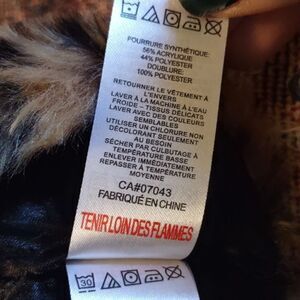 POURRURE SYNTHÉTIQUE:
56% ACRYLIQUE
44% POLYESTER
DOUBLURE:
100% POLYESTER
RETOURNER LE VÊTEMENT À
L'ENVERS
LAVER À LA MACHINE À L'EAU
FROIDE - TISSUS DÉLICATS
LAVER AVEC DES COULEURS
SEMBLABLES
UTILISER UN CHLORURE NON
DÉCOLORANT SEULEMENT
AU BESOIN
SÉCHER PAR CULBUTAGE À
TEMPÉRATURE BASSE
ENLEVER IMMÉDIATEMENT
REPASSER À TEMPÉRATURE
MOYENNE
CA#07043
FABRIQUÉ EN CHINE
TENIR LOIN DES FLAMMES
30